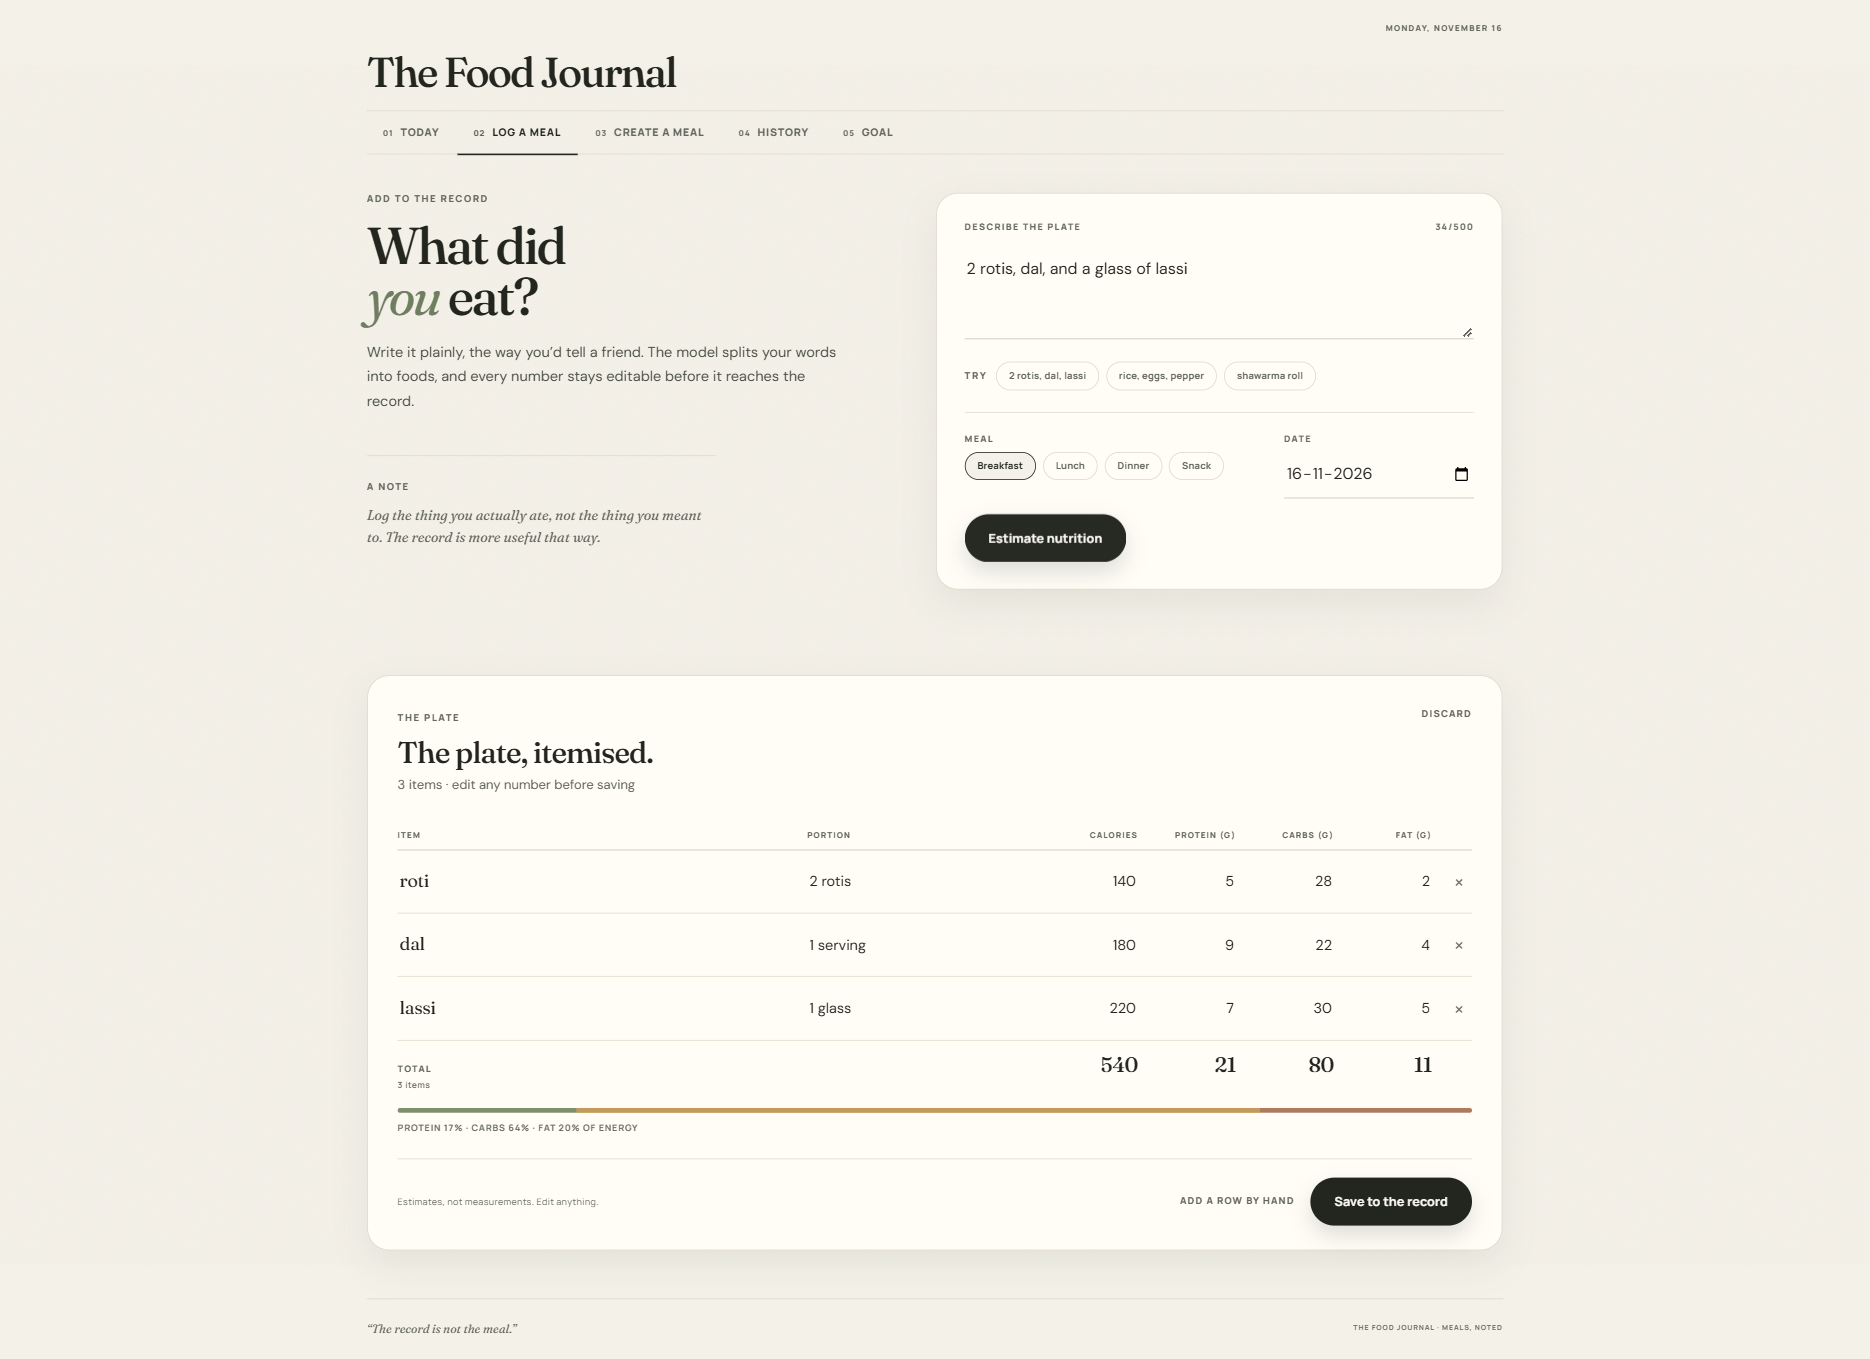 MONDAY, NOVEMBER 16
The Food Journal
01 TODAY 02 LOG A MEAL 03 CREATE A MEAL 04 HISTORY 05 GOAL
ADD TO THE RECORD
What did
you eat?
Write it plainly, the way you’d tell a friend. The model splits your words
into foods, and every number stays editable before it reaches the
record.
A NOTE
Log the thing you actually ate, not the thing you meant
to. The record is more useful that way.
DESCRIBE THE PLATE 34/500
2 rotis, dal, and a glass of lassi
TRY 2 rotis, dal, lassi rice, eggs, pepper shawarma roll
MEAL DATE
Breakfast Lunch Dinner Snack 16-11-2026
Estimate nutrition
THE PLATE DISCARD
The plate, itemised.
3 items · edit any number before saving
ITEM PORTION CALORIES PROTEIN (G) CARBS (G) FAT (G)
roti 2 rotis 140 5 28 2 ×
dal 1 serving 180 9 22 4 ×
lassi 1 glass 220 7 30 5 ×
TOTAL 540 21 80 11
3 items
PROTEIN 17% · CARBS 64% · FAT 20% OF ENERGY
Estimates, not measurements. Edit anything. ADD A ROW BY HAND Save to the record
“The record is not the meal.” THE FOOD JOURNAL · MEALS, NOTED